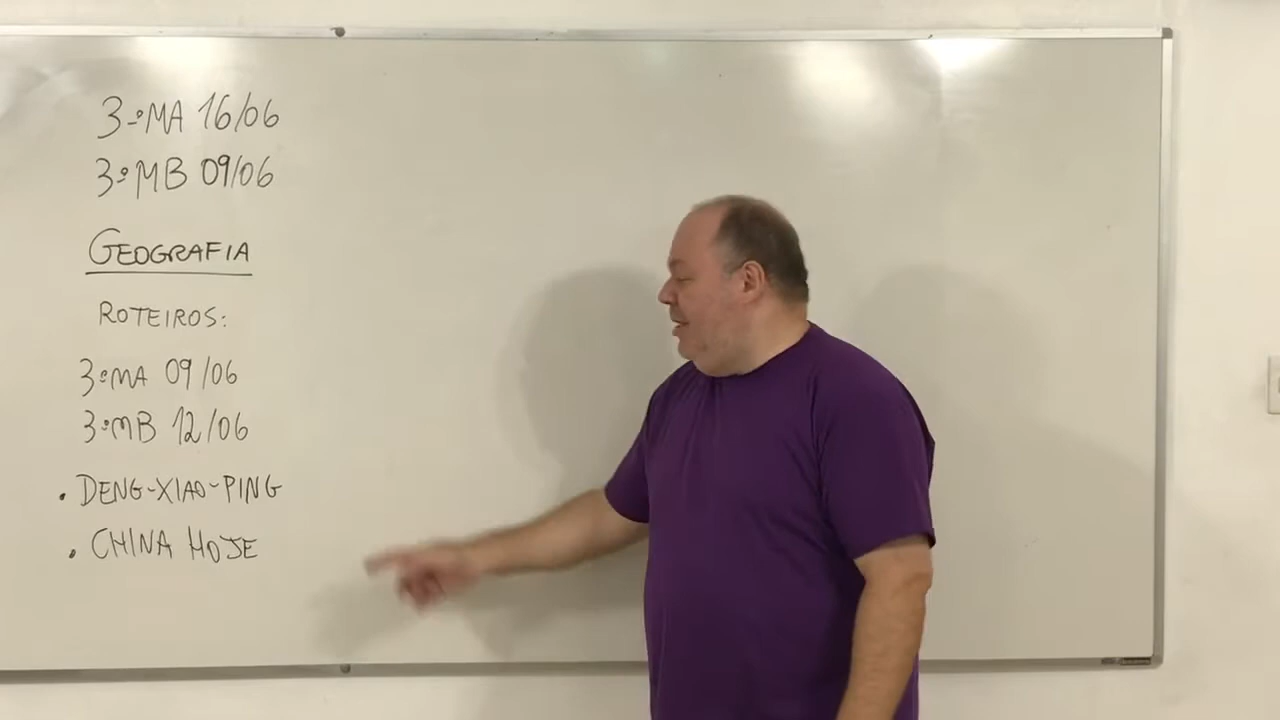 3ºMA 16/06
3ºMB 09/06
GEOGRAFIA
ROTEIROS:
3ºMA 09/06
3ºMB 12/06
• DENG-XIAO-PING
• CHINA HOJE